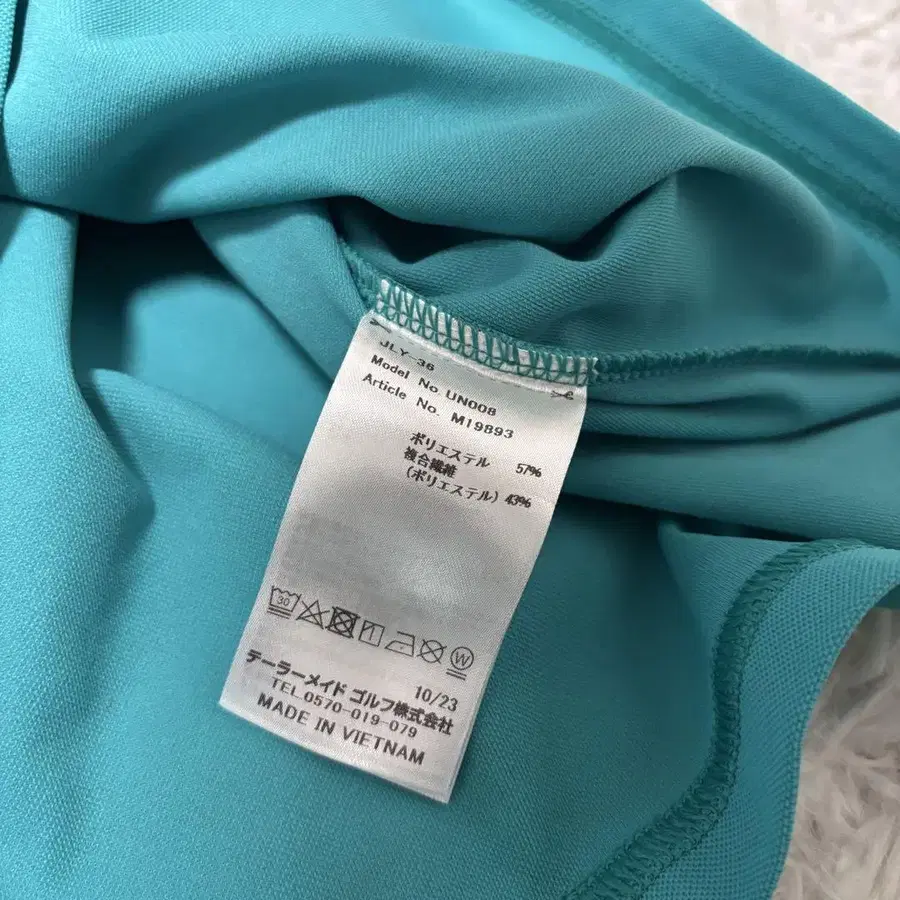 JLY-36
Model No. UN008
Article No. M19893
ポリエステル 57%
複合繊維
(ポリエステル) 43%
30
W
10/23
テーラーメイド ゴルフ株式会社
TEL.0570-019-079
MADE IN VIETNAM